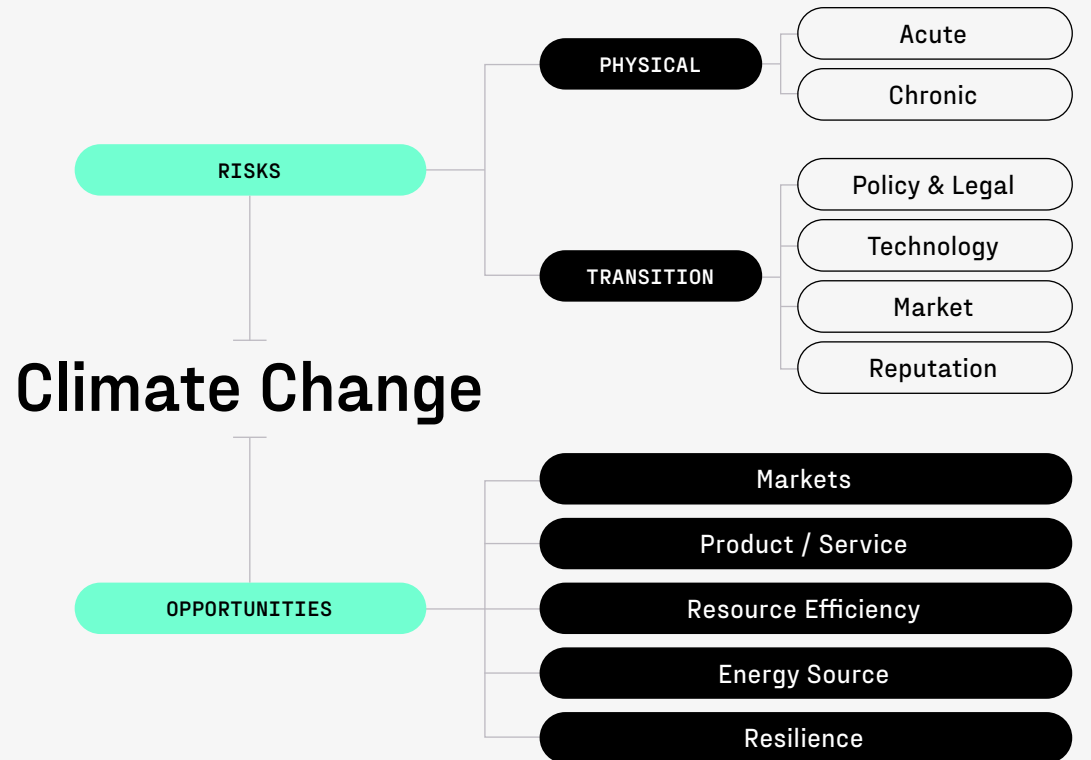 PHYSICAL
Acute
Chronic
RISKS
TRANSITION
Policy & Legal
Technology
Market
Reputation
Climate Change
OPPORTUNITIES
Markets
Product / Service
Resource Efficiency
Energy Source
Resilience